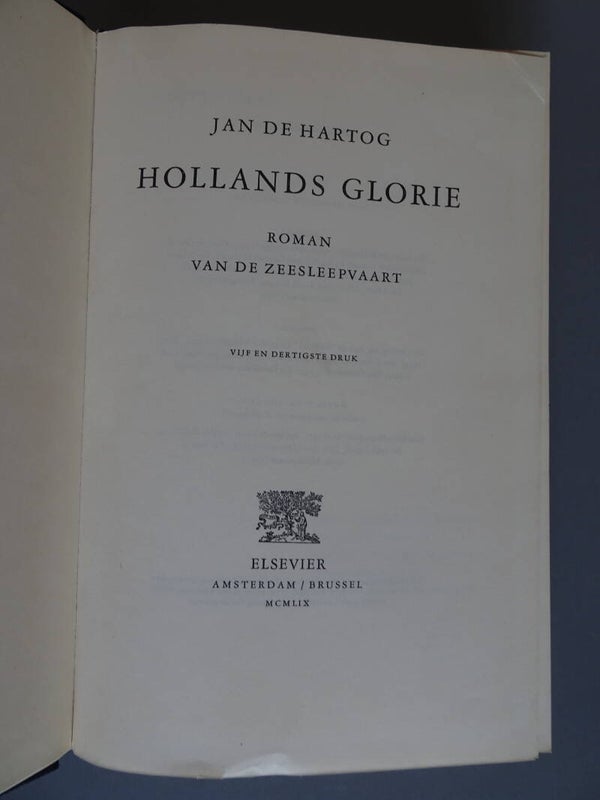 JAN DE HARTOG
HOLLANDS GLORIE
ROMAN
VAN DE ZEESLEEPVAART
VIJF EN DERTIGSTE DRUK
ELSEVIER
AMSTERDAM / BRUSSEL
MCMLIX